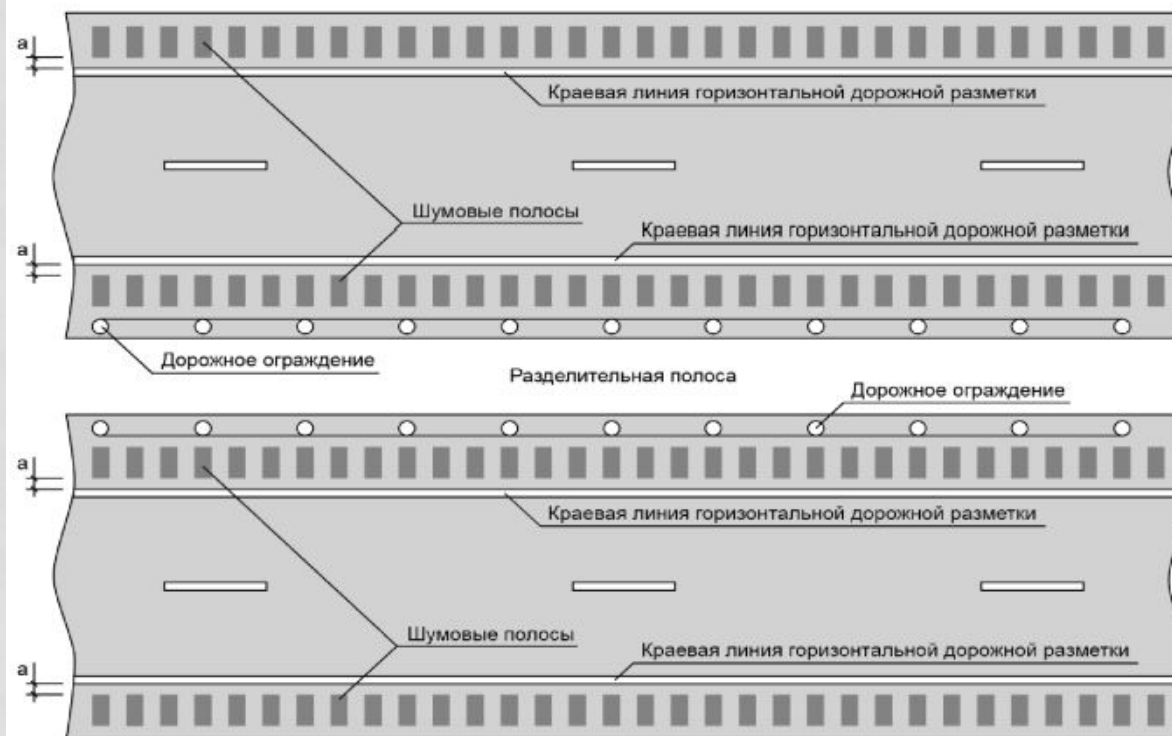 a
Краевая линия горизонтальной дорожной разметки
Шумовые полосы
Краевая линия горизонтальной дорожной разметки
a
Дорожное ограждение
Разделительная полоса
Дорожное ограждение
a
Краевая линия горизонтальной дорожной разметки
Шумовые полосы
Краевая линия горизонтальной дорожной разметки
a